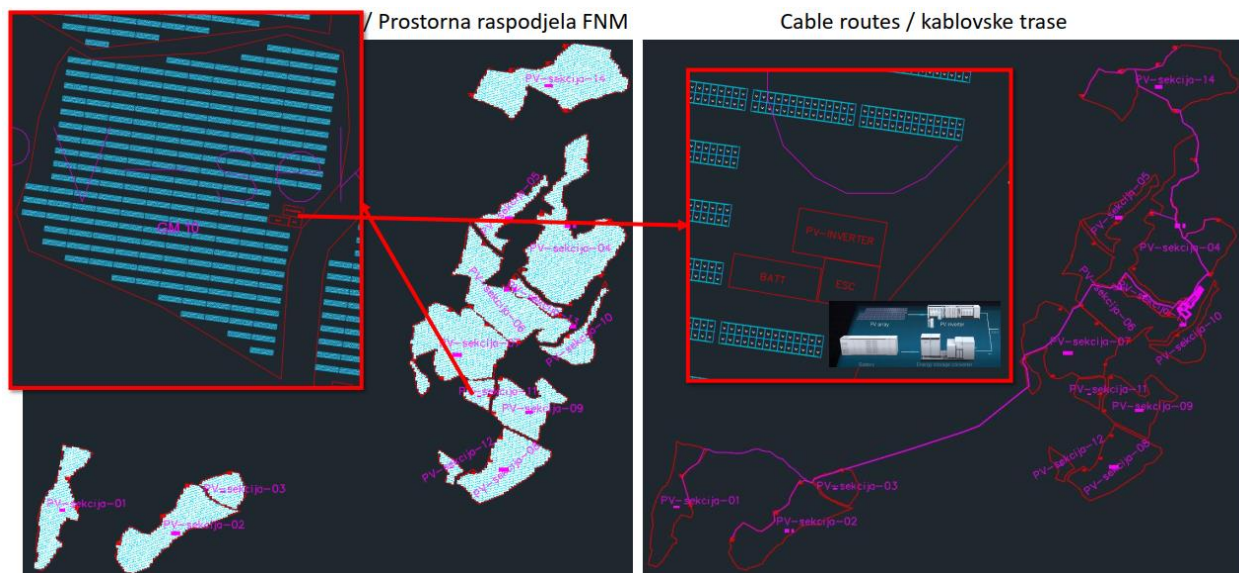 / Prostorna raspodjela FNM
Cable routes / kablovske trase
PV-sekcija-14
PV-sekcija-05
PV-sekcija-04
PV-sekcija-06
PV-sekcija-10
PV-sekcija-11
PV-sekcija-09
PV-sekcija-12
PV-sekcija-08
PV-sekcija-01
PV-sekcija-03
PV-sekcija-02
GM 10
PV-INVERTER
BATT
ESC
PV array
PV inverter
Battery
PV-sekcija-14
PV-sekcija-05
PV-sekcija-04
PV-sekcija-06
PV-sekcija-10
PV-sekcija-07
PV-sekcija-11
PV-sekcija-09
PV-sekcija-12
PV-sekcija-08
PV-sekcija-01
PV-sekcija-03
PV-sekcija-02